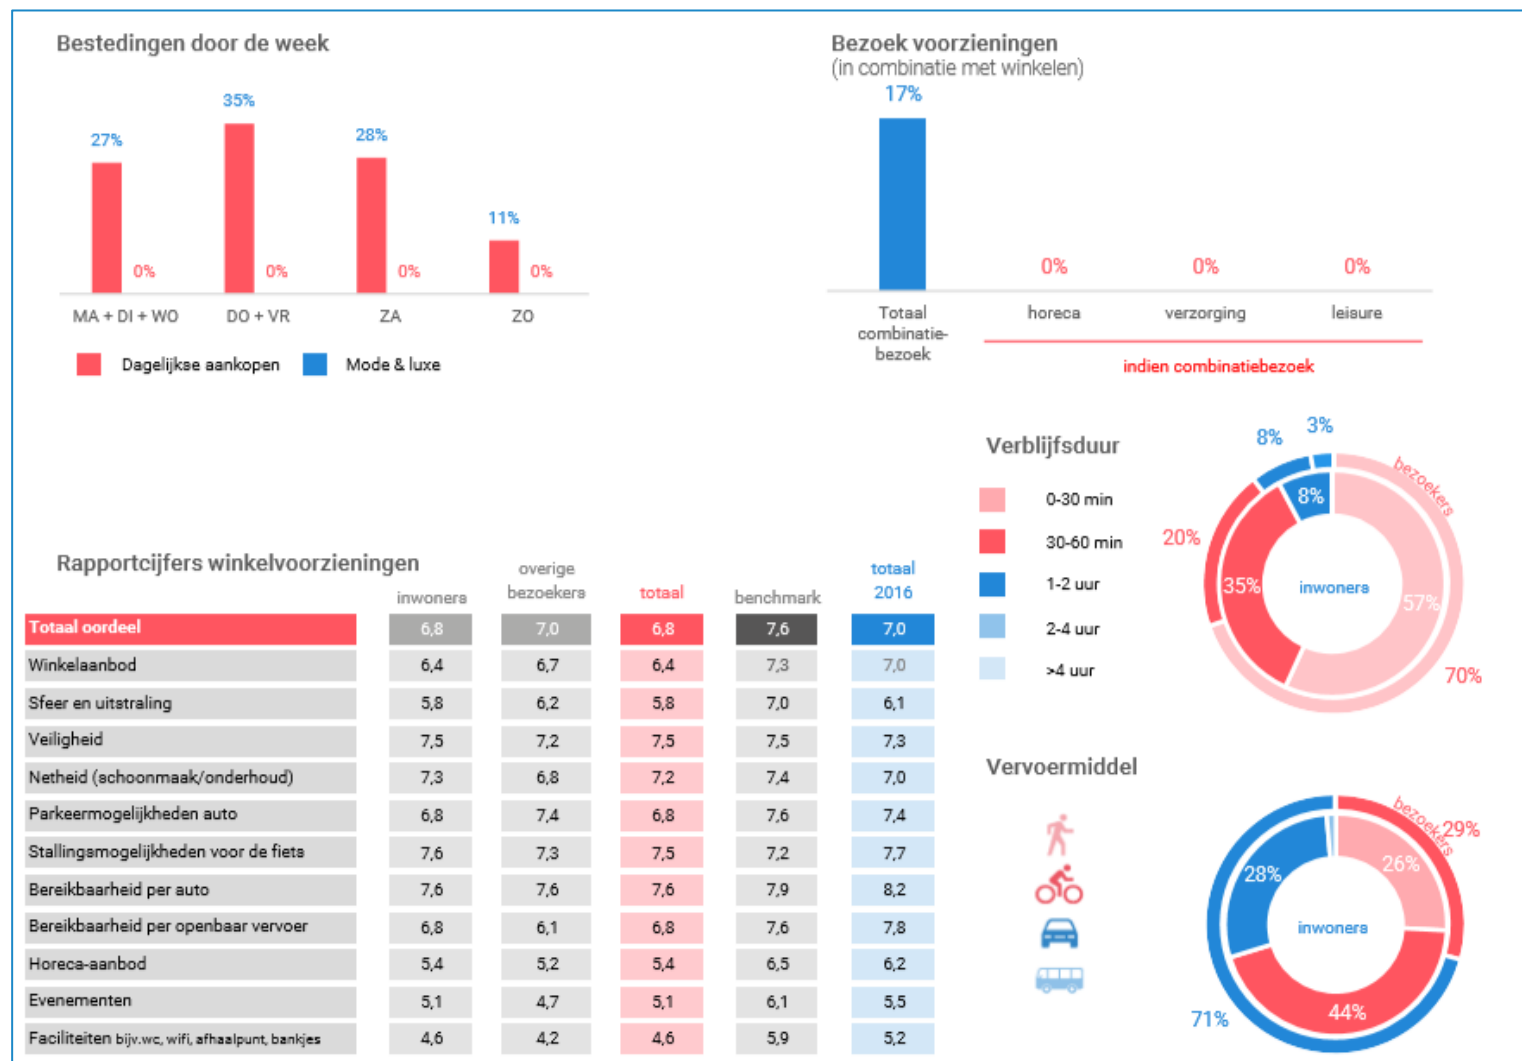 Bestedingen door de week
35%
27%
28%
11%
0%
0%
0%
0%
MA + DI + WO
DO + VR
ZA
ZO
Dagelijkse aankopen
Mode & luxe
Bezoek voorzieningen
(in combinatie met winkelen)
17%
0%
0%
0%
Totaal
combinatie-
bezoek
horeca
verzorging
leisure
indien combinatiebezoek
Verblijfsduur
0-30 min
30-60 min
1-2 uur
2-4 uur
>4 uur
8%
3%
bezoekers
8%
20%
35%
inwoners
57%
70%
Rapportcijfers winkelvoorzieningen
inwoners
overige
bezoekers
totaal
benchmark
totaal
2016
Totaal oordeel 6,8 7,0 6,8 7,6 7,0
Winkelaanbod 6,4 6,7 6,4 7,3 7,0
Sfeer en uitstraling 5,8 6,2 5,8 7,0 6,1
Veiligheid 7,5 7,2 7,5 7,5 7,3
Netheid (schoonmaak/onderhoud) 7,3 6,8 7,2 7,4 7,0
Parkeermogelijkheden auto 6,8 7,4 6,8 7,6 7,4
Stallingsmogelijkheden voor de fiets 7,6 7,3 7,5 7,2 7,7
Bereikbaarheid per auto 7,6 7,6 7,6 7,9 8,2
Bereikbaarheid per openbaar vervoer 6,8 6,1 6,8 7,6 7,8
Horeca-aanbod 5,4 5,2 5,4 6,5 6,2
Evenementen 5,1 4,7 5,1 6,1 5,5
Faciliteiten bijv.wc, wifi, afhaalpunt, bankjes 4,6 4,2 4,6 5,9 5,2
Vervoermiddel
bezoekers
29%
26%
28%
inwoners
44%
71%